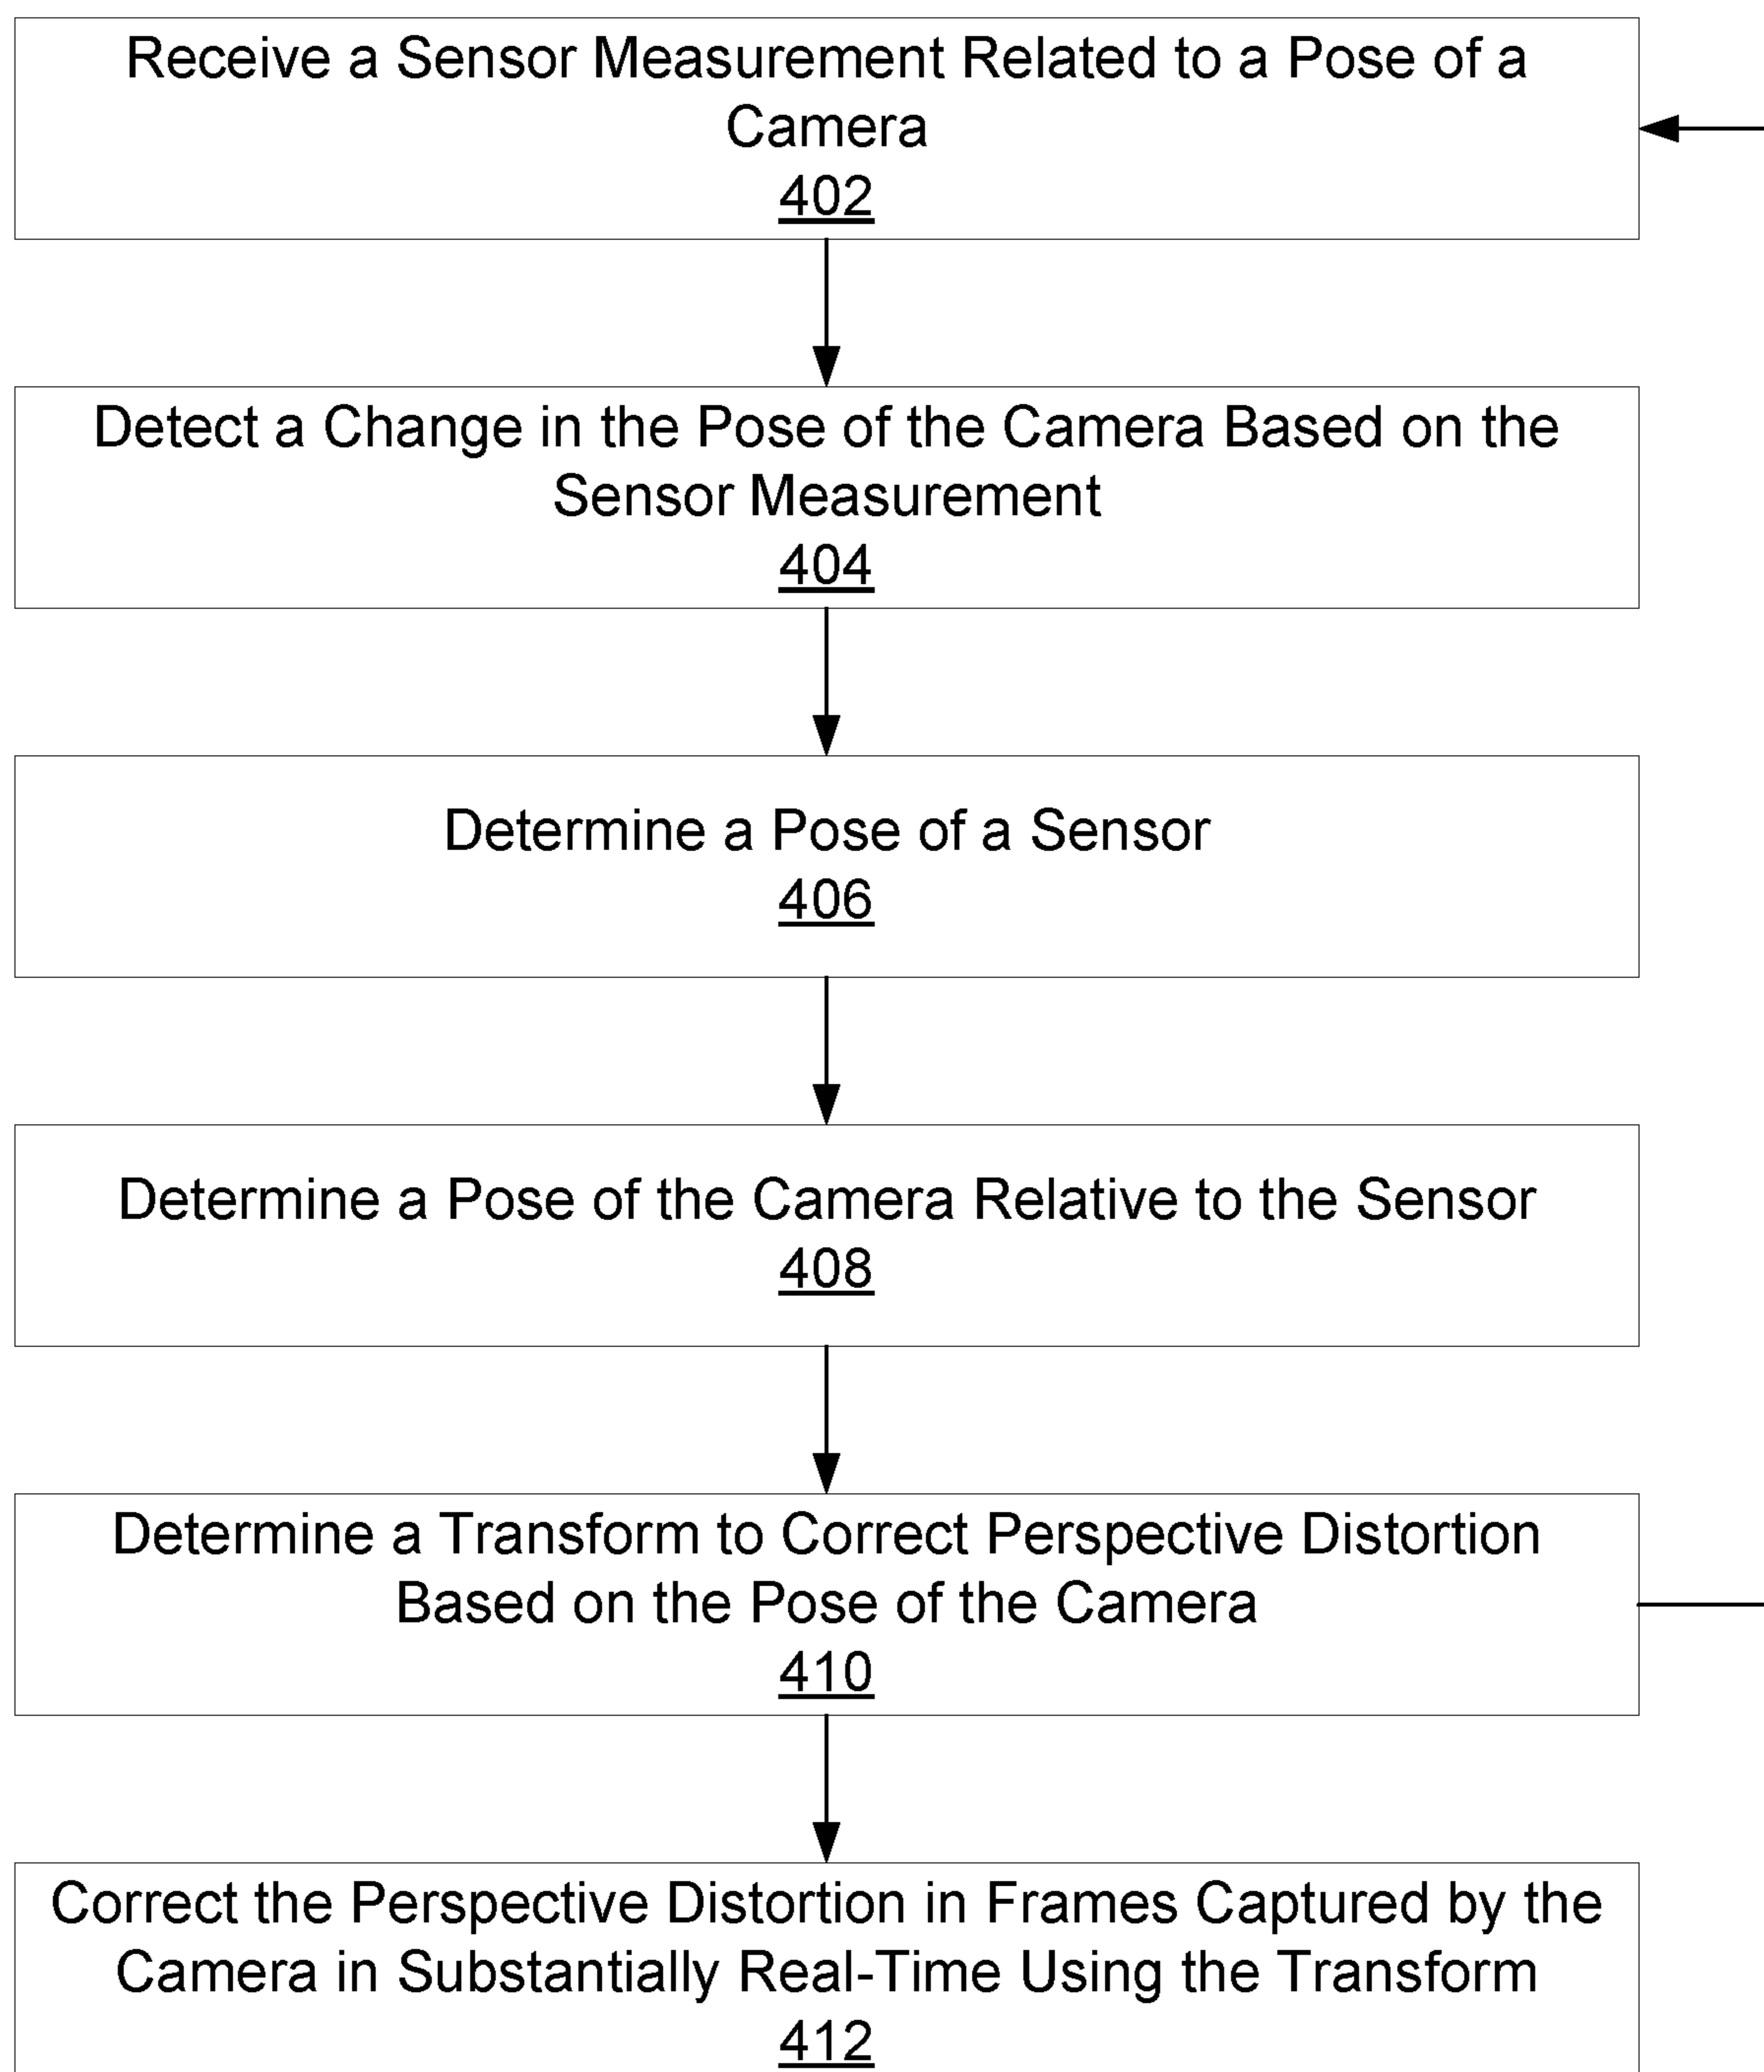 Receive a Sensor Measurement Related to a Pose of a
Camera
402
Detect a Change in the Pose of the Camera Based on the
Sensor Measurement
404
Determine a Pose of a Sensor
406
Determine a Pose of the Camera Relative to the Sensor
408
Determine a Transform to Correct Perspective Distortion
Based on the Pose of the Camera
410
Correct the Perspective Distortion in Frames Captured by the
Camera in Substantially Real-Time Using the Transform
412